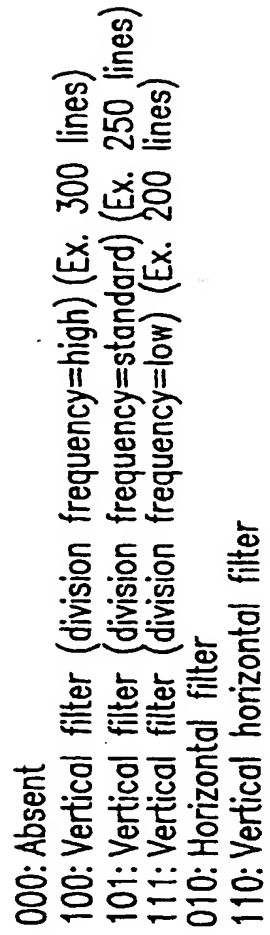 000: Absent
100: Vertical filter (division frequency=high) (Ex. 300 lines)
101: Vertical filter (division frequency=standard) (Ex. 250 lines)
111: Vertical filter (division frequency=low) (Ex. 200 lines)
010: Horizontal filter
110: Vertical horizontal filter